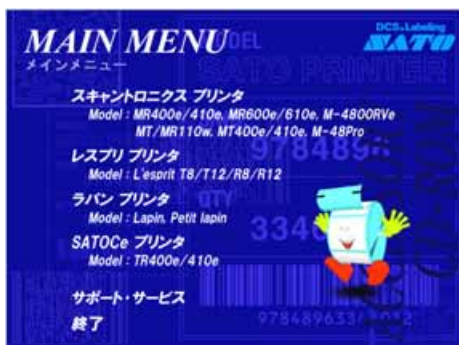 MAIN MENU
メインメニュー
DCS & Labeling
SATO
MODEL
SATO PRINTER
スキャントロニクス プリンタ
Model : MR400e/410e, MR600e/610e, M-4800RVe
MT/MR110w, MT400e/410e, M-48Pro
レスプリ プリンタ
Model : L'esprit T8/T12/R8/R12
QTY
ラパン プリンタ
Model : Lapin, Petit lapin
SATOCe プリンタ
Model : TR400e/410e
サポート・サービス
終了